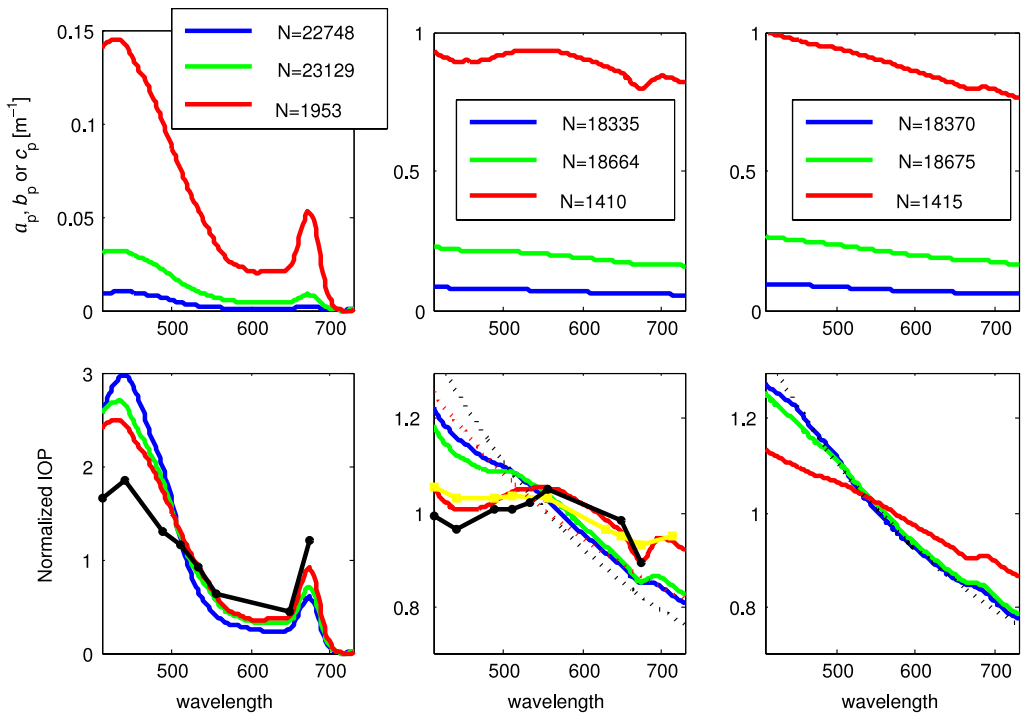 0.15
0.1
0.05
0
a_p, b_p or c_p [m⁻¹]
N=22748
N=23129
N=1953
500 600 700
1
0.5
0
N=18335
N=18664
N=1410
500 600 700
1
0.5
0
N=18370
N=18675
N=1415
500 600 700
3
2
1
0
Normalized IOP
500 600 700
wavelength
1.2
1
0.8
500 600 700
wavelength
1.2
1
0.8
500 600 700
wavelength